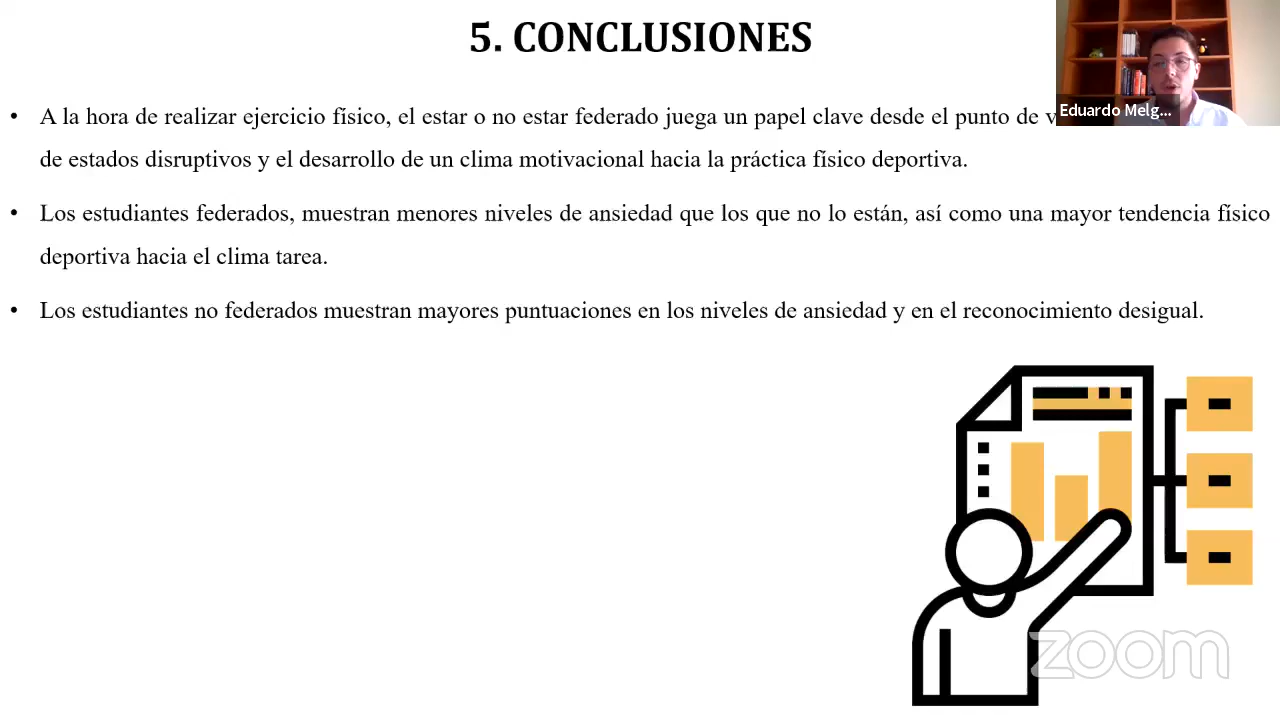 5. CONCLUSIONES
Eduardo Melg...
• A la hora de realizar ejercicio físico, el estar o no estar federado juega un papel clave desde el punto de
de estados disruptivos y el desarrollo de un clima motivacional hacia la práctica físico deportiva.
• Los estudiantes federados, muestran menores niveles de ansiedad que los que no lo están, así como una mayor tendencia físico
deportiva hacia el clima tarea.
• Los estudiantes no federados muestran mayores puntuaciones en los niveles de ansiedad y en el reconocimiento desigual.
zoom